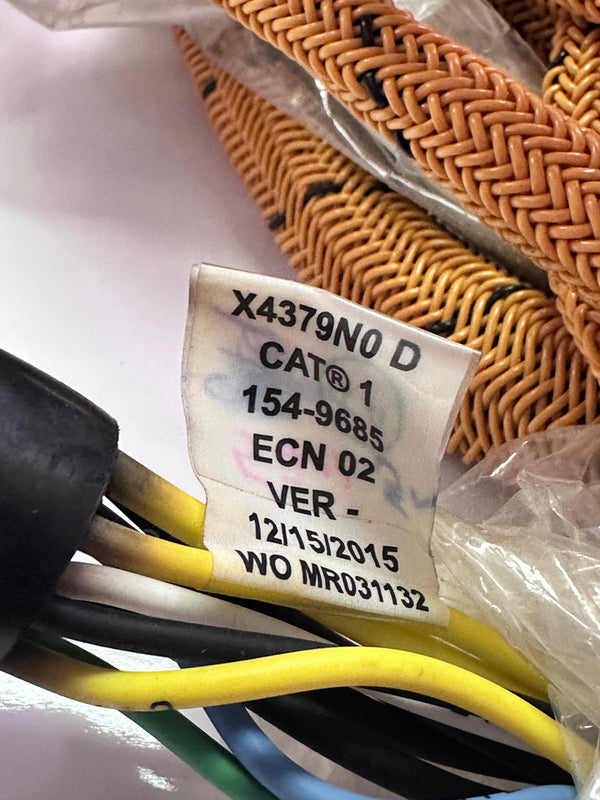 X4379N0 D
CAT® 1
154-9685
ECN 02
VER -
12/15/2015
WO MR031132